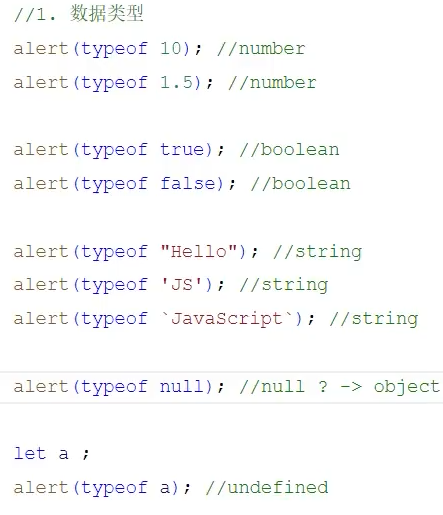 //1. 数据类型
alert(typeof 10); //number
alert(typeof 1.5); //number
alert(typeof true); //boolean
alert(typeof false); //boolean
alert(typeof "Hello"); //string
alert(typeof 'JS'); //string
alert(typeof `JavaScript`); //string
alert(typeof null); //null ? -> object
let a ;
alert(typeof a); //undefined